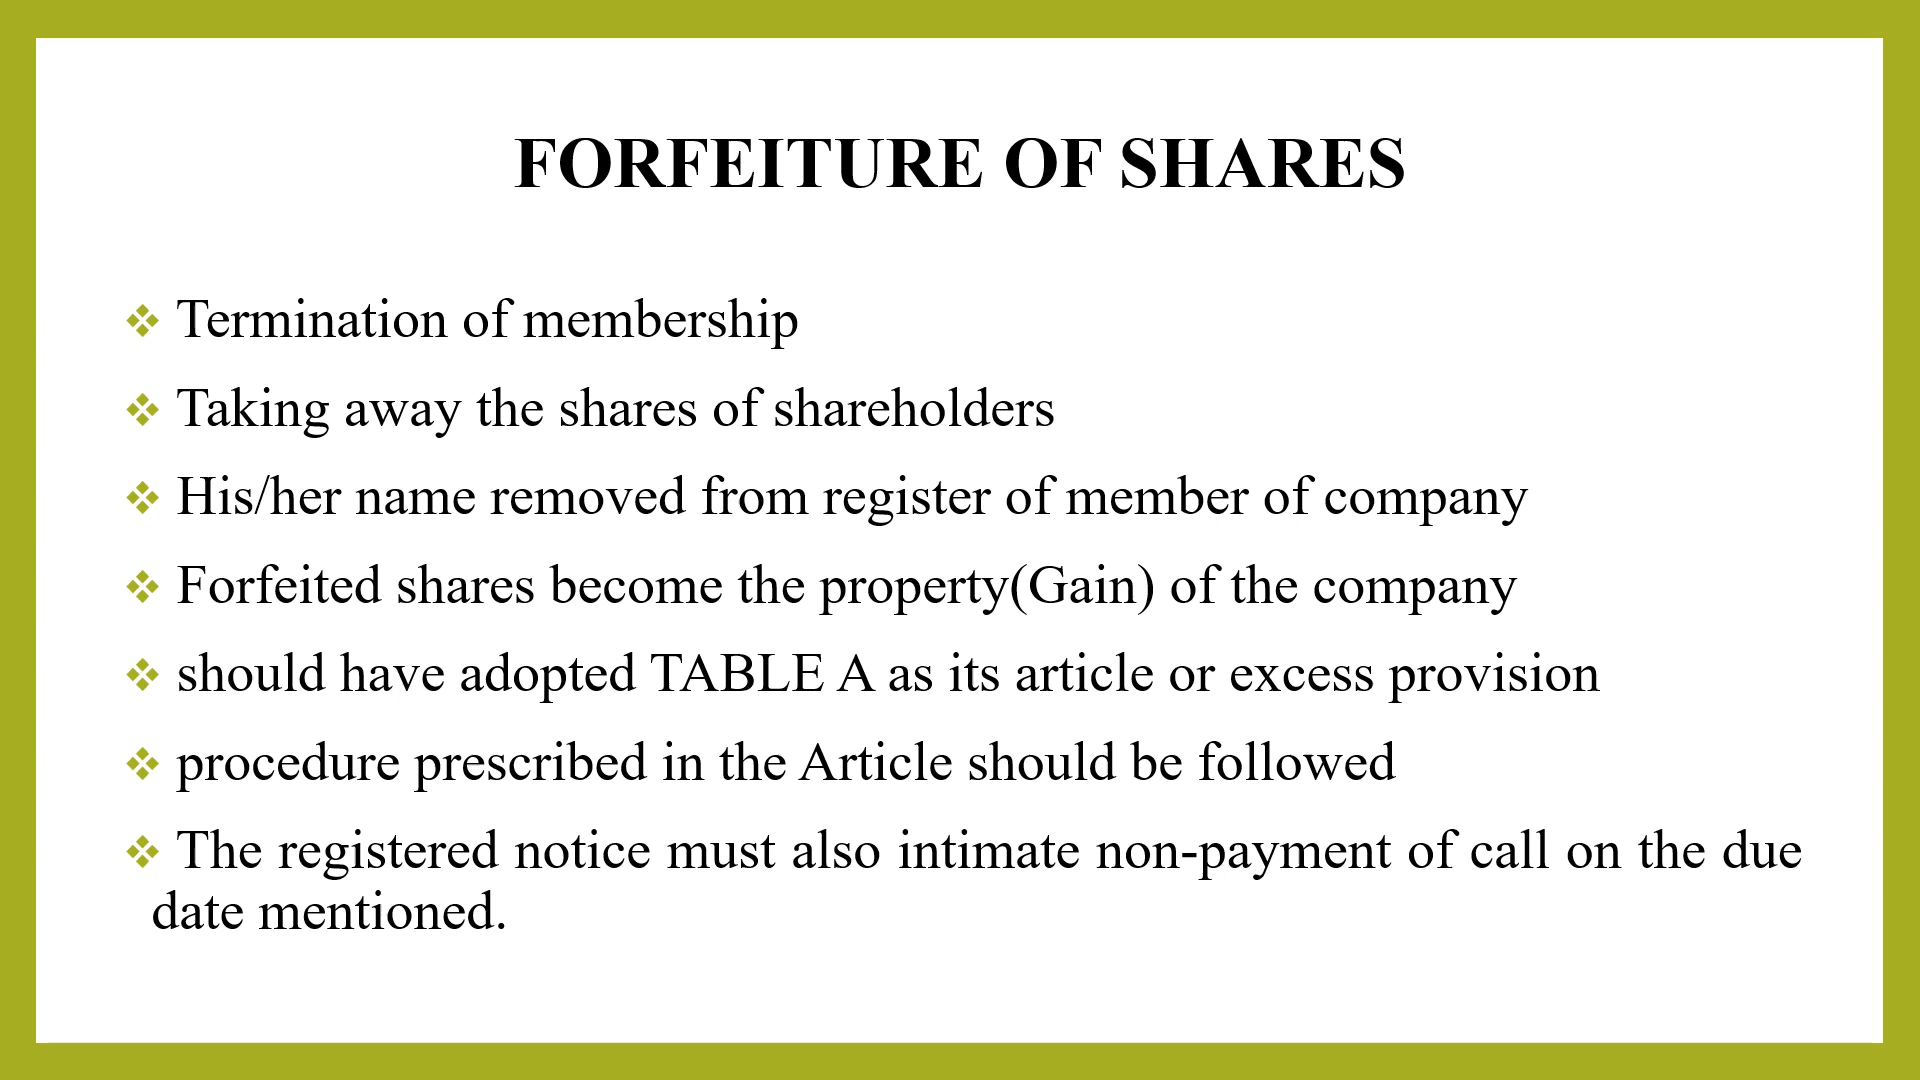 FORFEITURE OF SHARES
❖ Termination of membership
❖ Taking away the shares of shareholders
❖ His/her name removed from register of member of company
❖ Forfeited shares become the property(Gain) of the company
❖ should have adopted TABLE A as its article or excess provision
❖ procedure prescribed in the Article should be followed
❖ The registered notice must also intimate non-payment of call on the due
date mentioned.